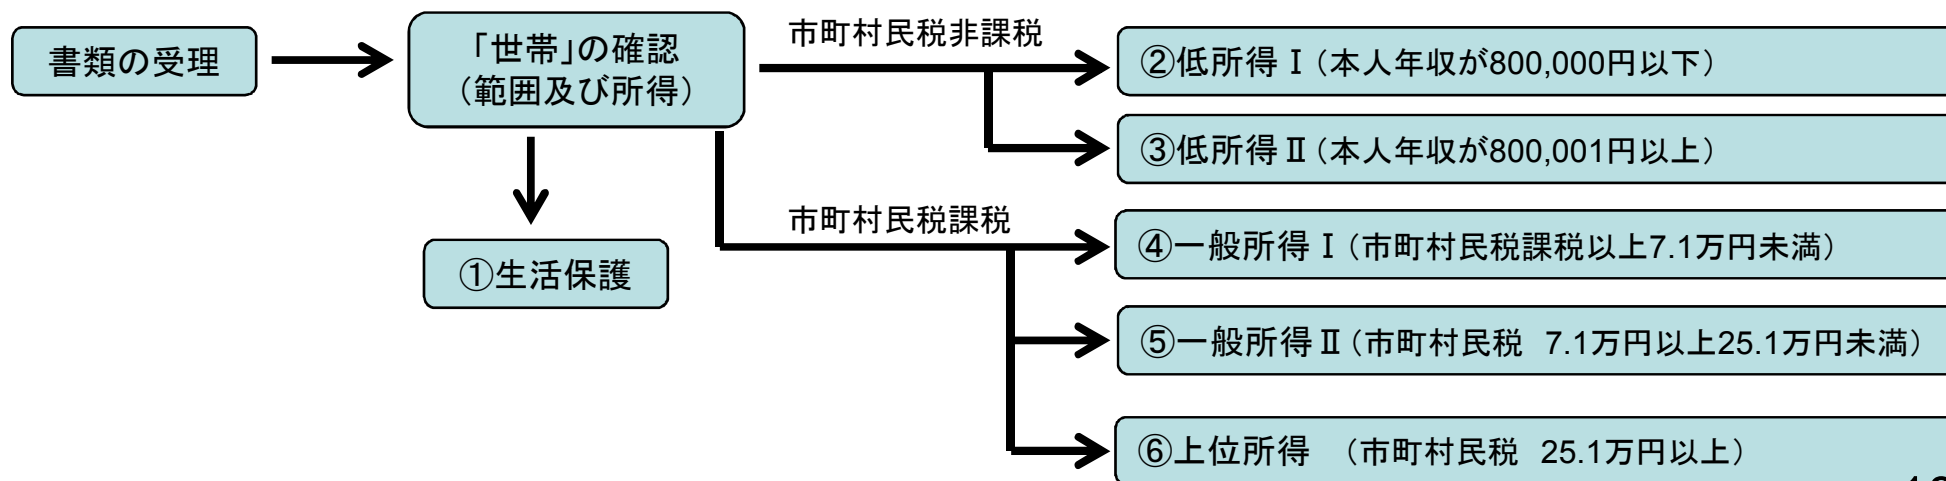 書類の受理
「世帯」の確認
（範囲及び所得）
市町村民税非課税
②低所得Ⅰ（本人年収が800,000円以下）
③低所得Ⅱ（本人年収が800,001円以上）
①生活保護
市町村民税課税
④一般所得Ⅰ（市町村民税課税以上7.1万円未満）
⑤一般所得Ⅱ（市町村民税　7.1万円以上25.1万円未満）
⑥上位所得　（市町村民税　25.1万円以上）